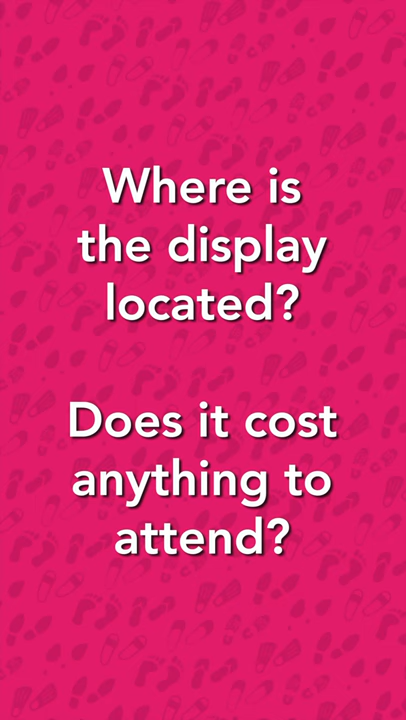 Where is
the display
located?
Does it cost
anything to
attend?